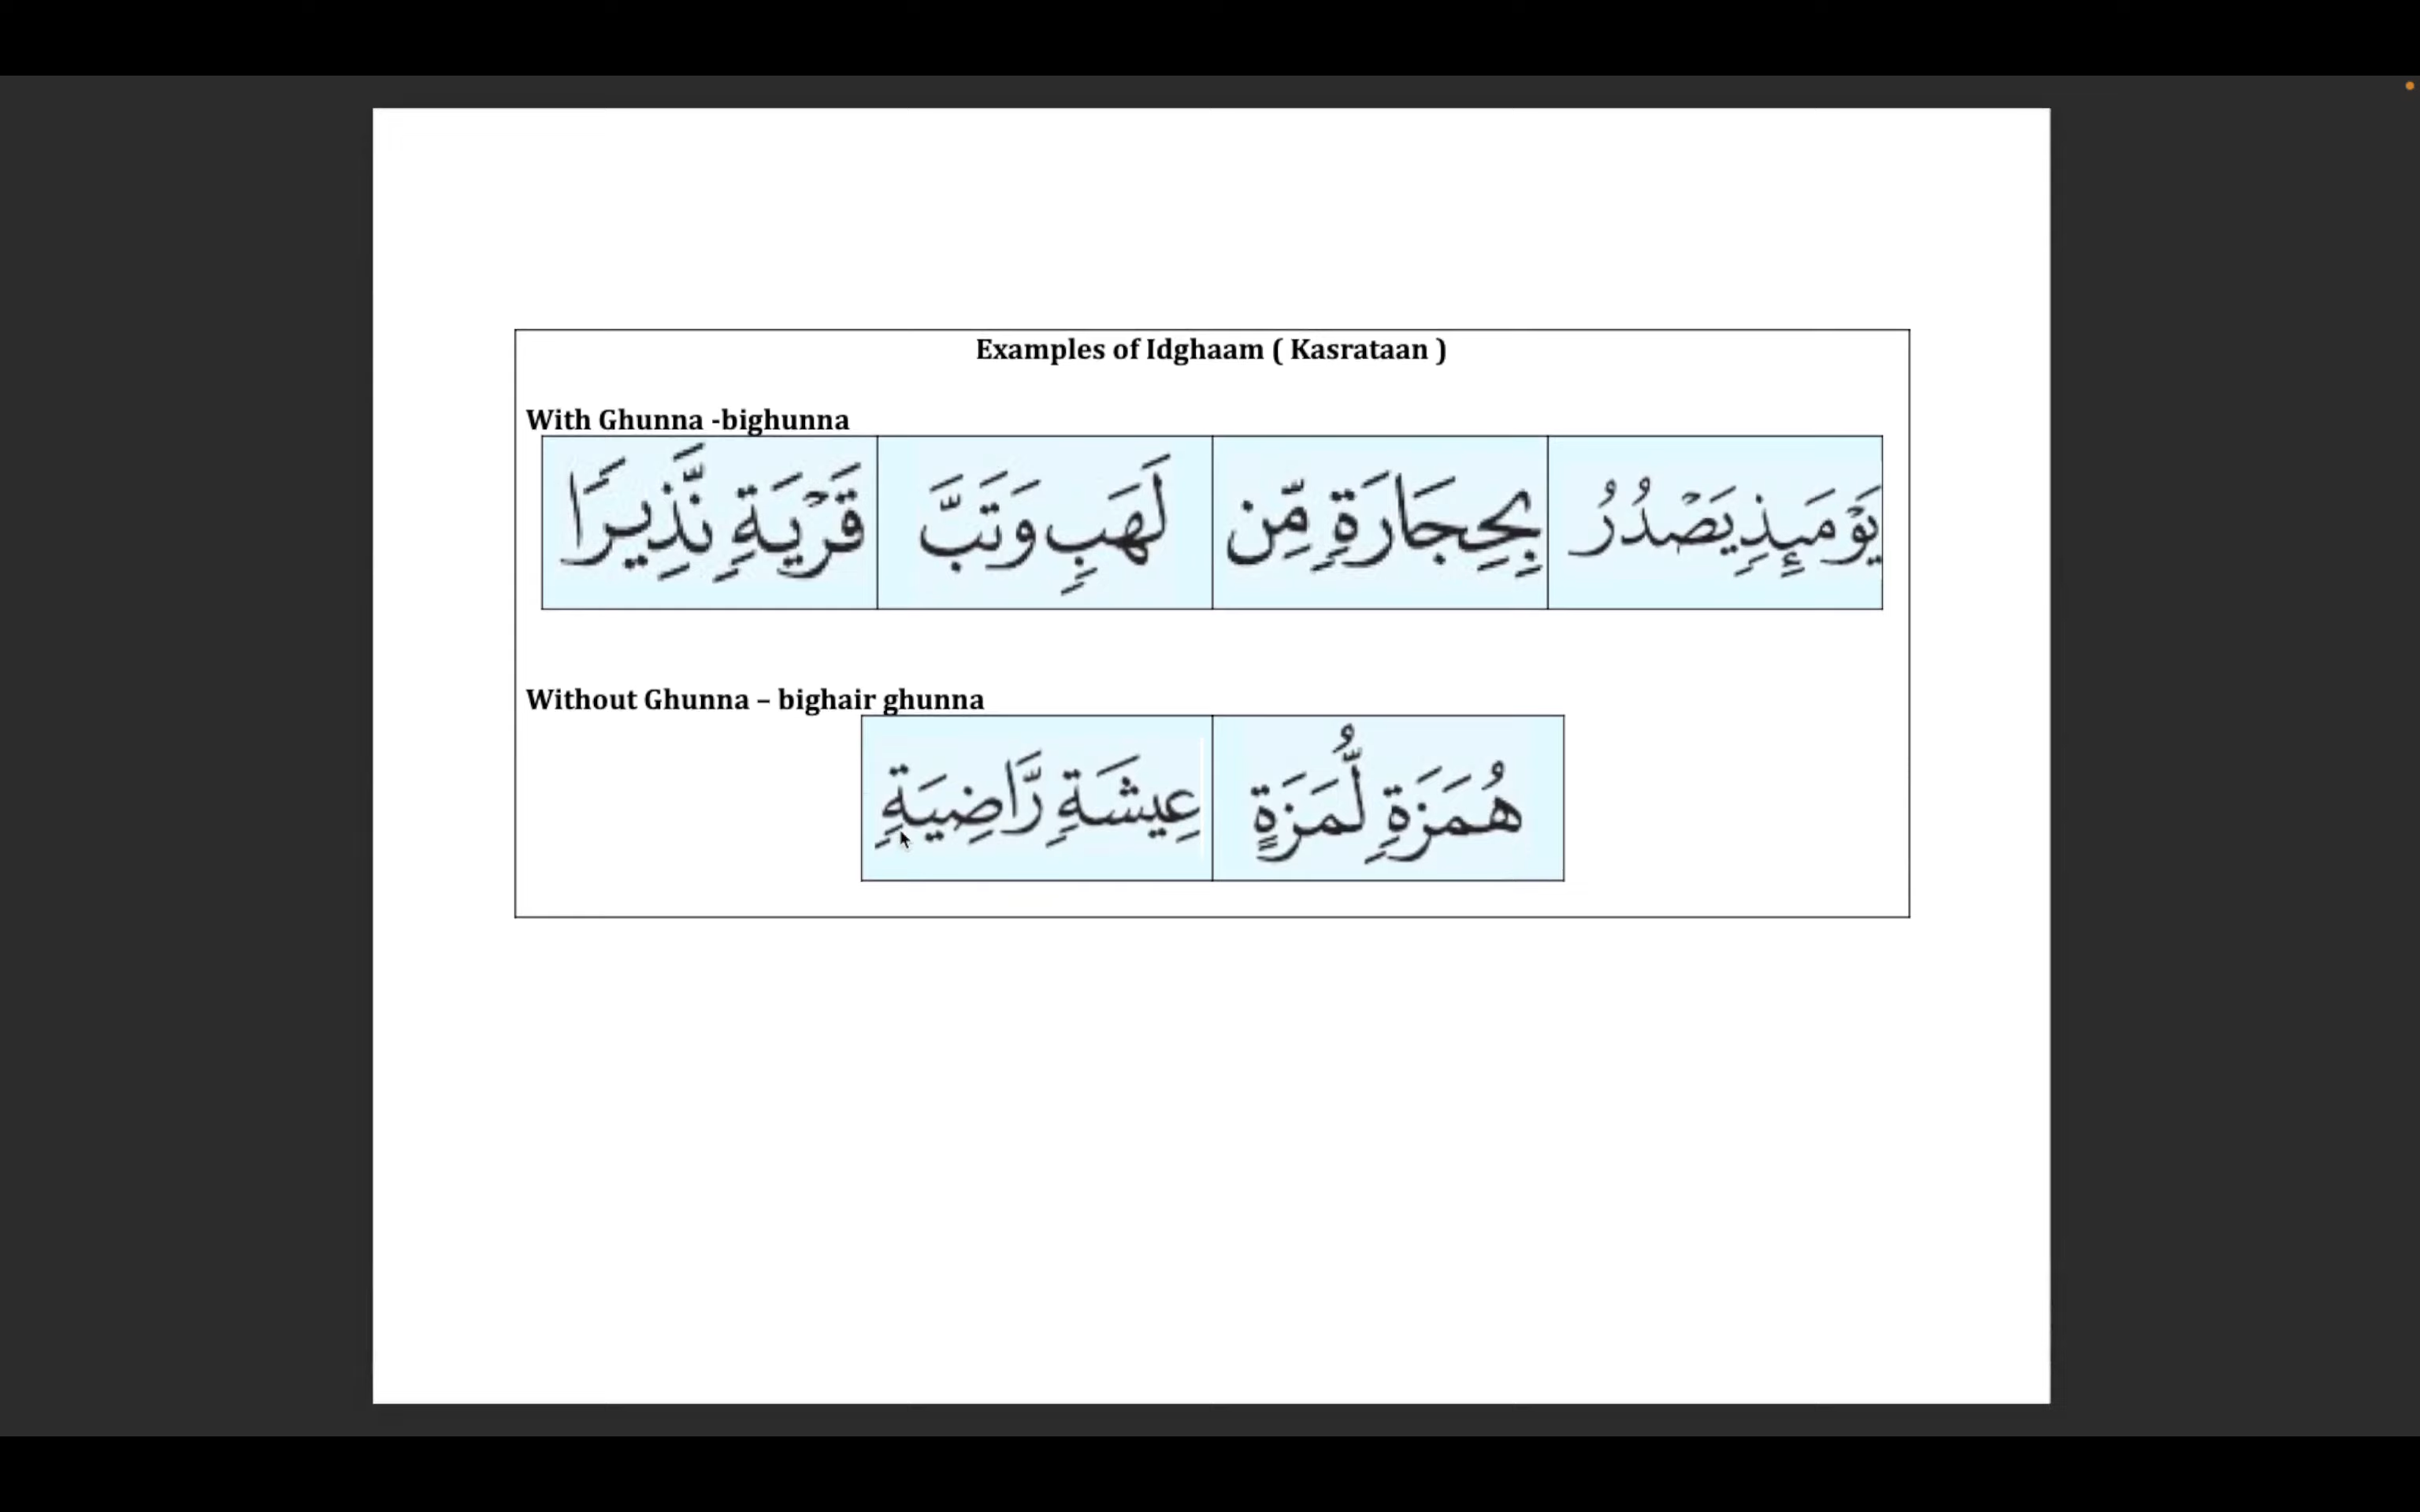 Examples of Idghaam ( Kasrataan )
With Ghunna -bighunna
يَوْمَئِذٍ يَصْدُرُ بِحِجَارَةٍ مِّن لَهَبٍ وَتَبَّ قَرْيَةٍ نَّذِيرًا
Without Ghunna – bighair ghunna
هُمَزَةٍ لُّمَزَةٍ عِيشَةٍ رَّاضِيَةٍ